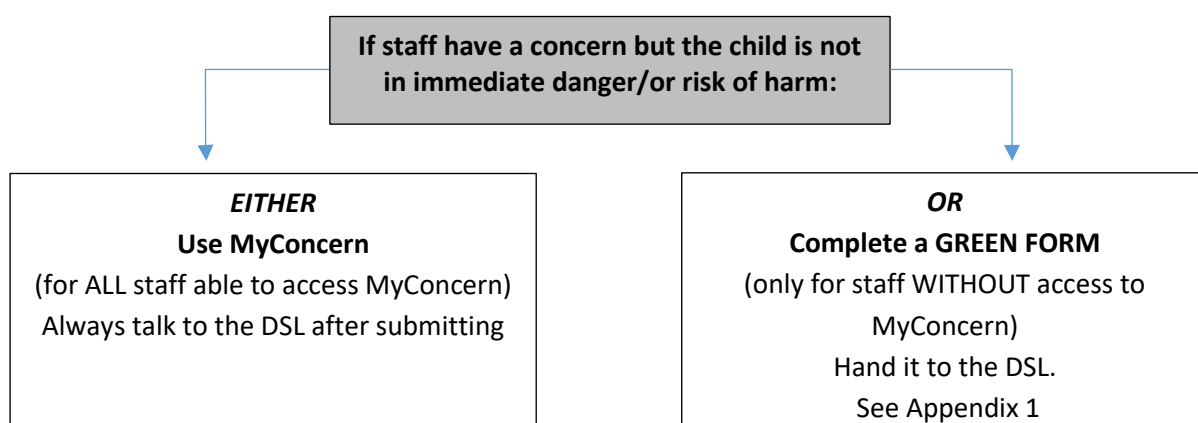 If staff have a concern but the child is not
in immediate danger/or risk of harm:
EITHER
Use MyConcern
(for ALL staff able to access MyConcern)
Always talk to the DSL after submitting
OR
Complete a GREEN FORM
(only for staff WITHOUT access to
MyConcern)
Hand it to the DSL.
See Appendix 1